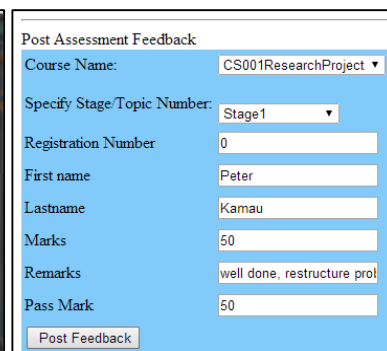 Post Assessment Feedback
Course Name: CS001ResearchProject
Specify Stage/Topic Number: Stage1
Registration Number 0
First name Peter
Lastname Kamau
Marks 50
Remarks well done, restructure
Pass Mark 50
Post Feedback